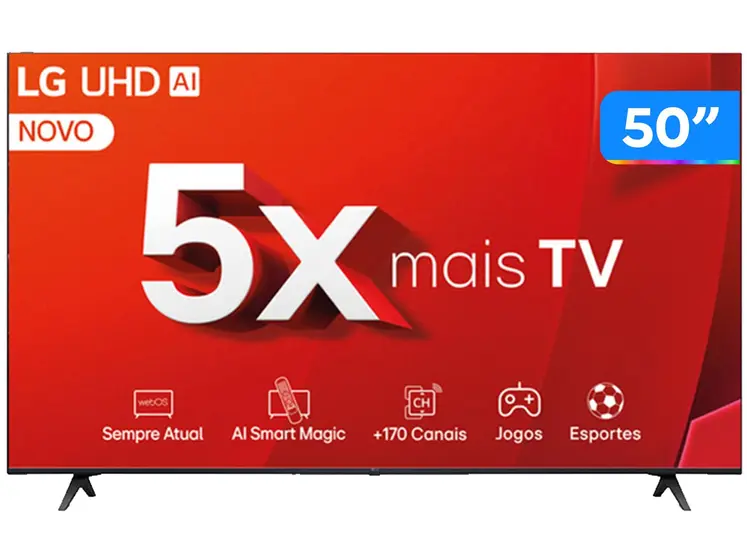 LG UHD AI
NOVO
50”
5x mais TV
webOS
CH
Sempre Atual
AI Smart Magic
+170 Canais
Jogos
Esportes